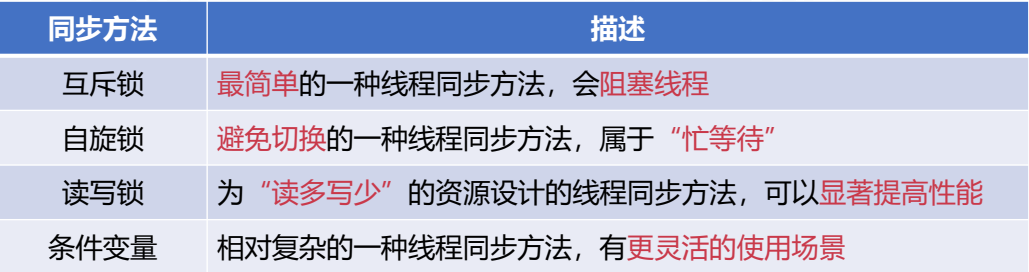 同步方法 描述
互斥锁 最简单的一种线程同步方法，会阻塞线程
自旋锁 避免切换的一种线程同步方法，属于“忙等待”
读写锁 为“读多写少”的资源设计的线程同步方法，可以显著提高性能
条件变量 相对复杂的一种线程同步方法，有更灵活的使用场景